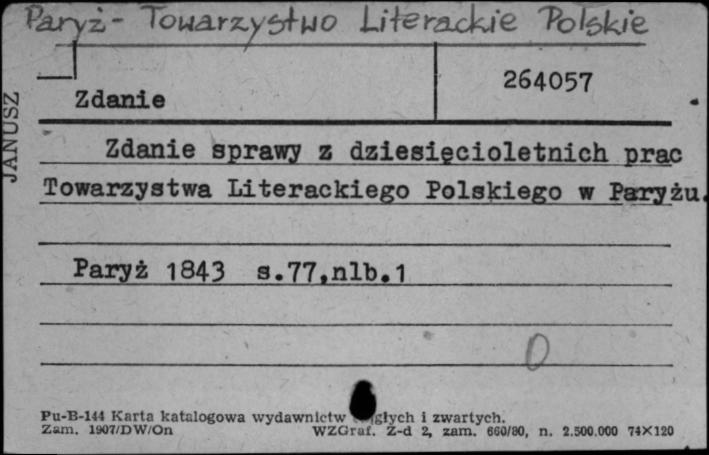 Paryż - Towarzystwo Literackie Polskie
264057
Zdanie
JANUSZ
Zdanie sprawy z dziesięcioletnich prac
Towarzystwa Literackiego Polskiego w Paryżu.
Paryż 1843 s.77,nlb.1
0
Pu-B-144 Karta katalogowa wydawnictw i zwartych.
Zam. 1907/DW/On WZGraf. Z-d 2, zam. 660/80, n. 2.500.000 74X120